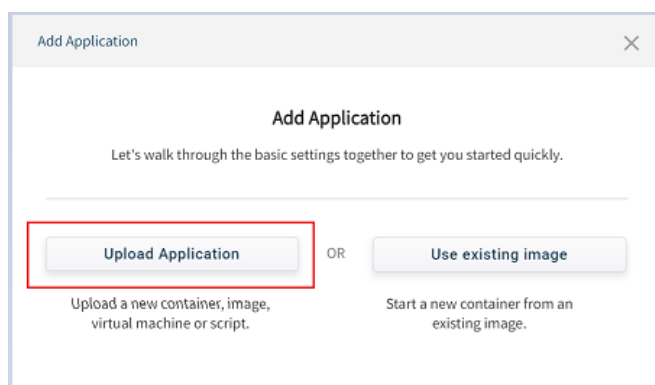 Add Application
Add Application
Let's walk through the basic settings together to get you started quickly.
Upload Application
OR
Use existing image
Upload a new container, image,
virtual machine or script.
Start a new container from an
existing image.